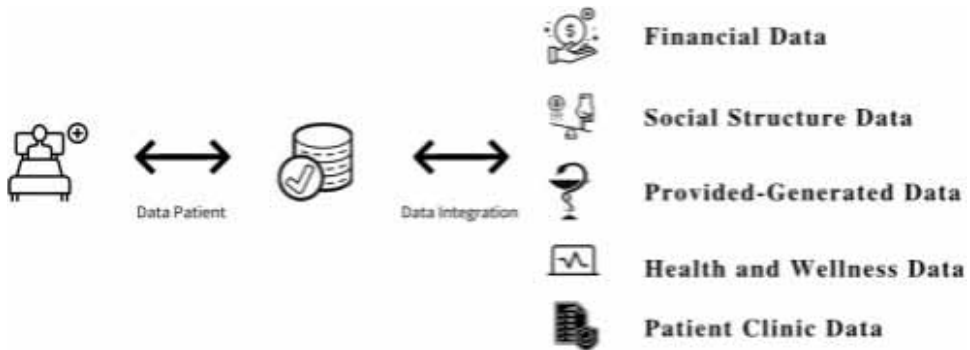 Financial Data
Social Structure Data
Data Patient
Data Integration
Provided-Generated Data
Health and Wellness Data
Patient Clinic Data